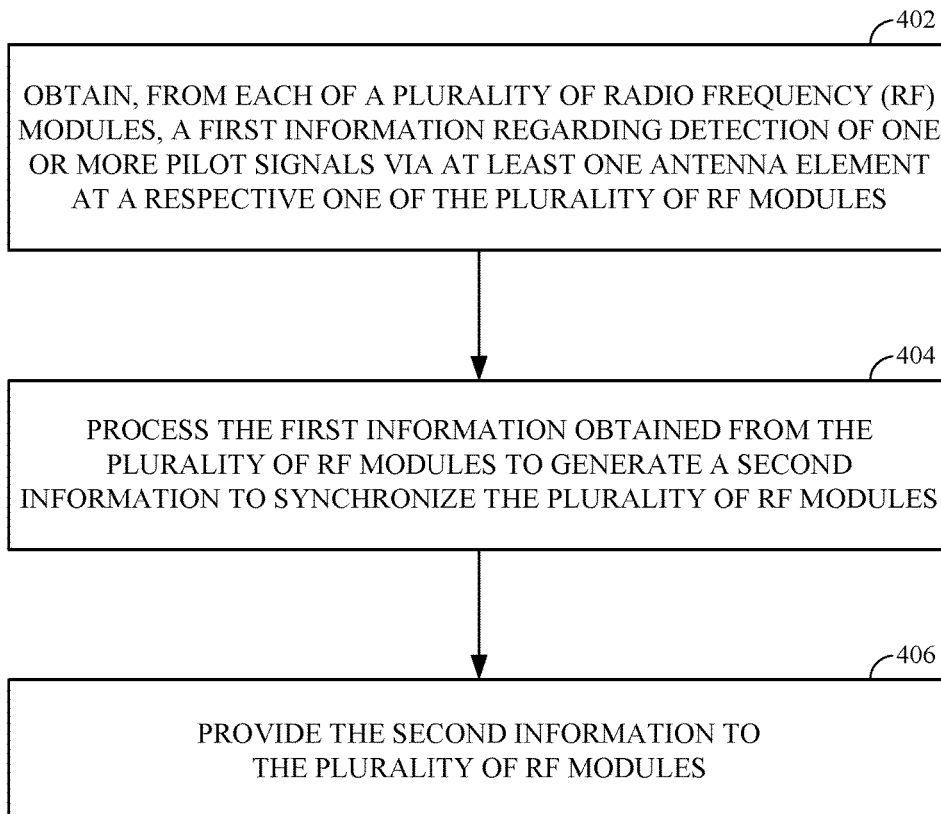 402
OBTAIN, FROM EACH OF A PLURALITY OF RADIO FREQUENCY (RF)
MODULES, A FIRST INFORMATION REGARDING DETECTION OF ONE
OR MORE PILOT SIGNALS VIA AT LEAST ONE ANTENNA ELEMENT
AT A RESPECTIVE ONE OF THE PLURALITY OF RF MODULES
404
PROCESS THE FIRST INFORMATION OBTAINED FROM THE
PLURALITY OF RF MODULES TO GENERATE A SECOND
INFORMATION TO SYNCHRONIZE THE PLURALITY OF RF MODULES
406
PROVIDE THE SECOND INFORMATION TO
THE PLURALITY OF RF MODULES